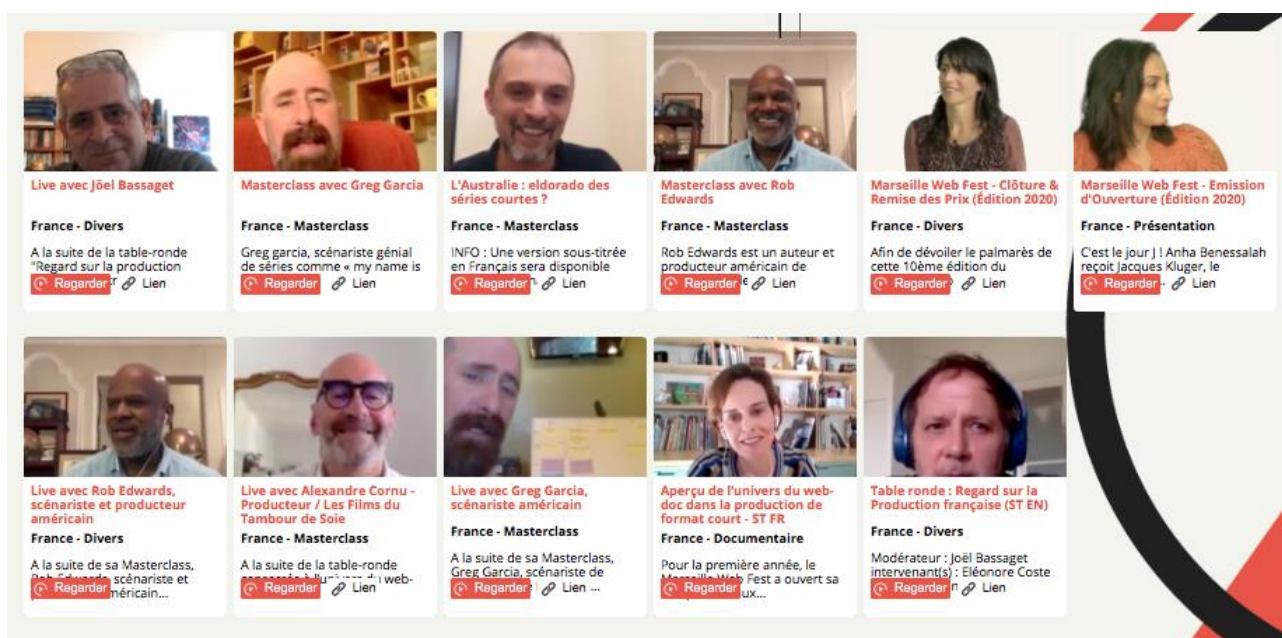 Live avec Jöel Bassaget
France - Divers
A la suite de la table-ronde
"Regard sur la production
Regarder
Lien
Masterclass avec Greg Garcia
France - Masterclass
Greg garcia, scénariste génial
de séries comme « my name is
Regarder
Lien
L'Australie : eldorado des
séries courtes ?
France - Masterclass
INFO : Une version sous-titrée
en Français sera disponible
Regarder
Lien
Masterclass avec Rob
Edwards
France - Masterclass
Rob Edwards est un auteur et
producteur américain de
Regarder
Lien
Marseille Web Fest - Clôture &
Remise des Prix (Édition 2020)
France - Divers
Afin de dévoiler le palmarès de
cette 10ème édition du
Regarder
Lien
Marseille Web Fest - Emission
d'Ouverture (Édition 2020)
France - Présentation
C'est le jour J ! Anha Benessalah
reçoit Jacques Kluger, le
Regarder
Lien
Live avec Rob Edwards,
scénariste et producteur
américain
France - Divers
A la suite de sa Masterclass,
scénariste et
Regarder
Live avec Alexandre Cornu -
Producteur / Les Films du
Tambour de Soie
France - Masterclass
A la suite de la table-ronde
web-
Regarder
Lien
Live avec Greg Garcia,
scénariste américain
France - Masterclass
A la suite de sa Masterclass,
Greg Garcia, scénariste de
Regarder
Lien ...
Aperçu de l'univers du web-
doc dans la production de
format court - ST FR
France - Documentaire
Pour la première année, le
Web Fest a ouvert sa
Regarder
Table ronde : Regard sur la
Production française (ST EN)
France - Divers
Modérateur : Joël Bassaget
intervenant(s) : Eléonore Coste
Regarder
Lien